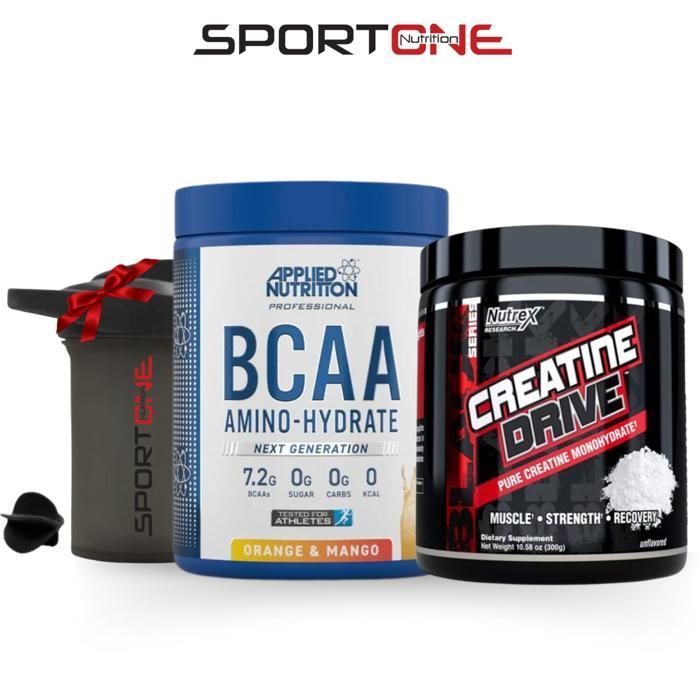 SPORTONE
Nutrition
SPORTONE
Nutrition
APPLIED
NUTRITION
PROFESSIONAL
BCAA
AMINO-HYDRATE
NEXT GENERATION
7.2G 0G 0G 0
BCAAs SUGAR CARBS KCAL
TESTED FOR
ATHLETES
ORANGE & MANGO
Nutrex
RESEARCH
SERIES
CREATINE
DRIVE™
PURE CREATINE MONOHYDRATE†
MUSCLE† • STRENGTH† • RECOVERY
Dietary Supplement
Net Weight 10.58 oz (300g)
unflavored